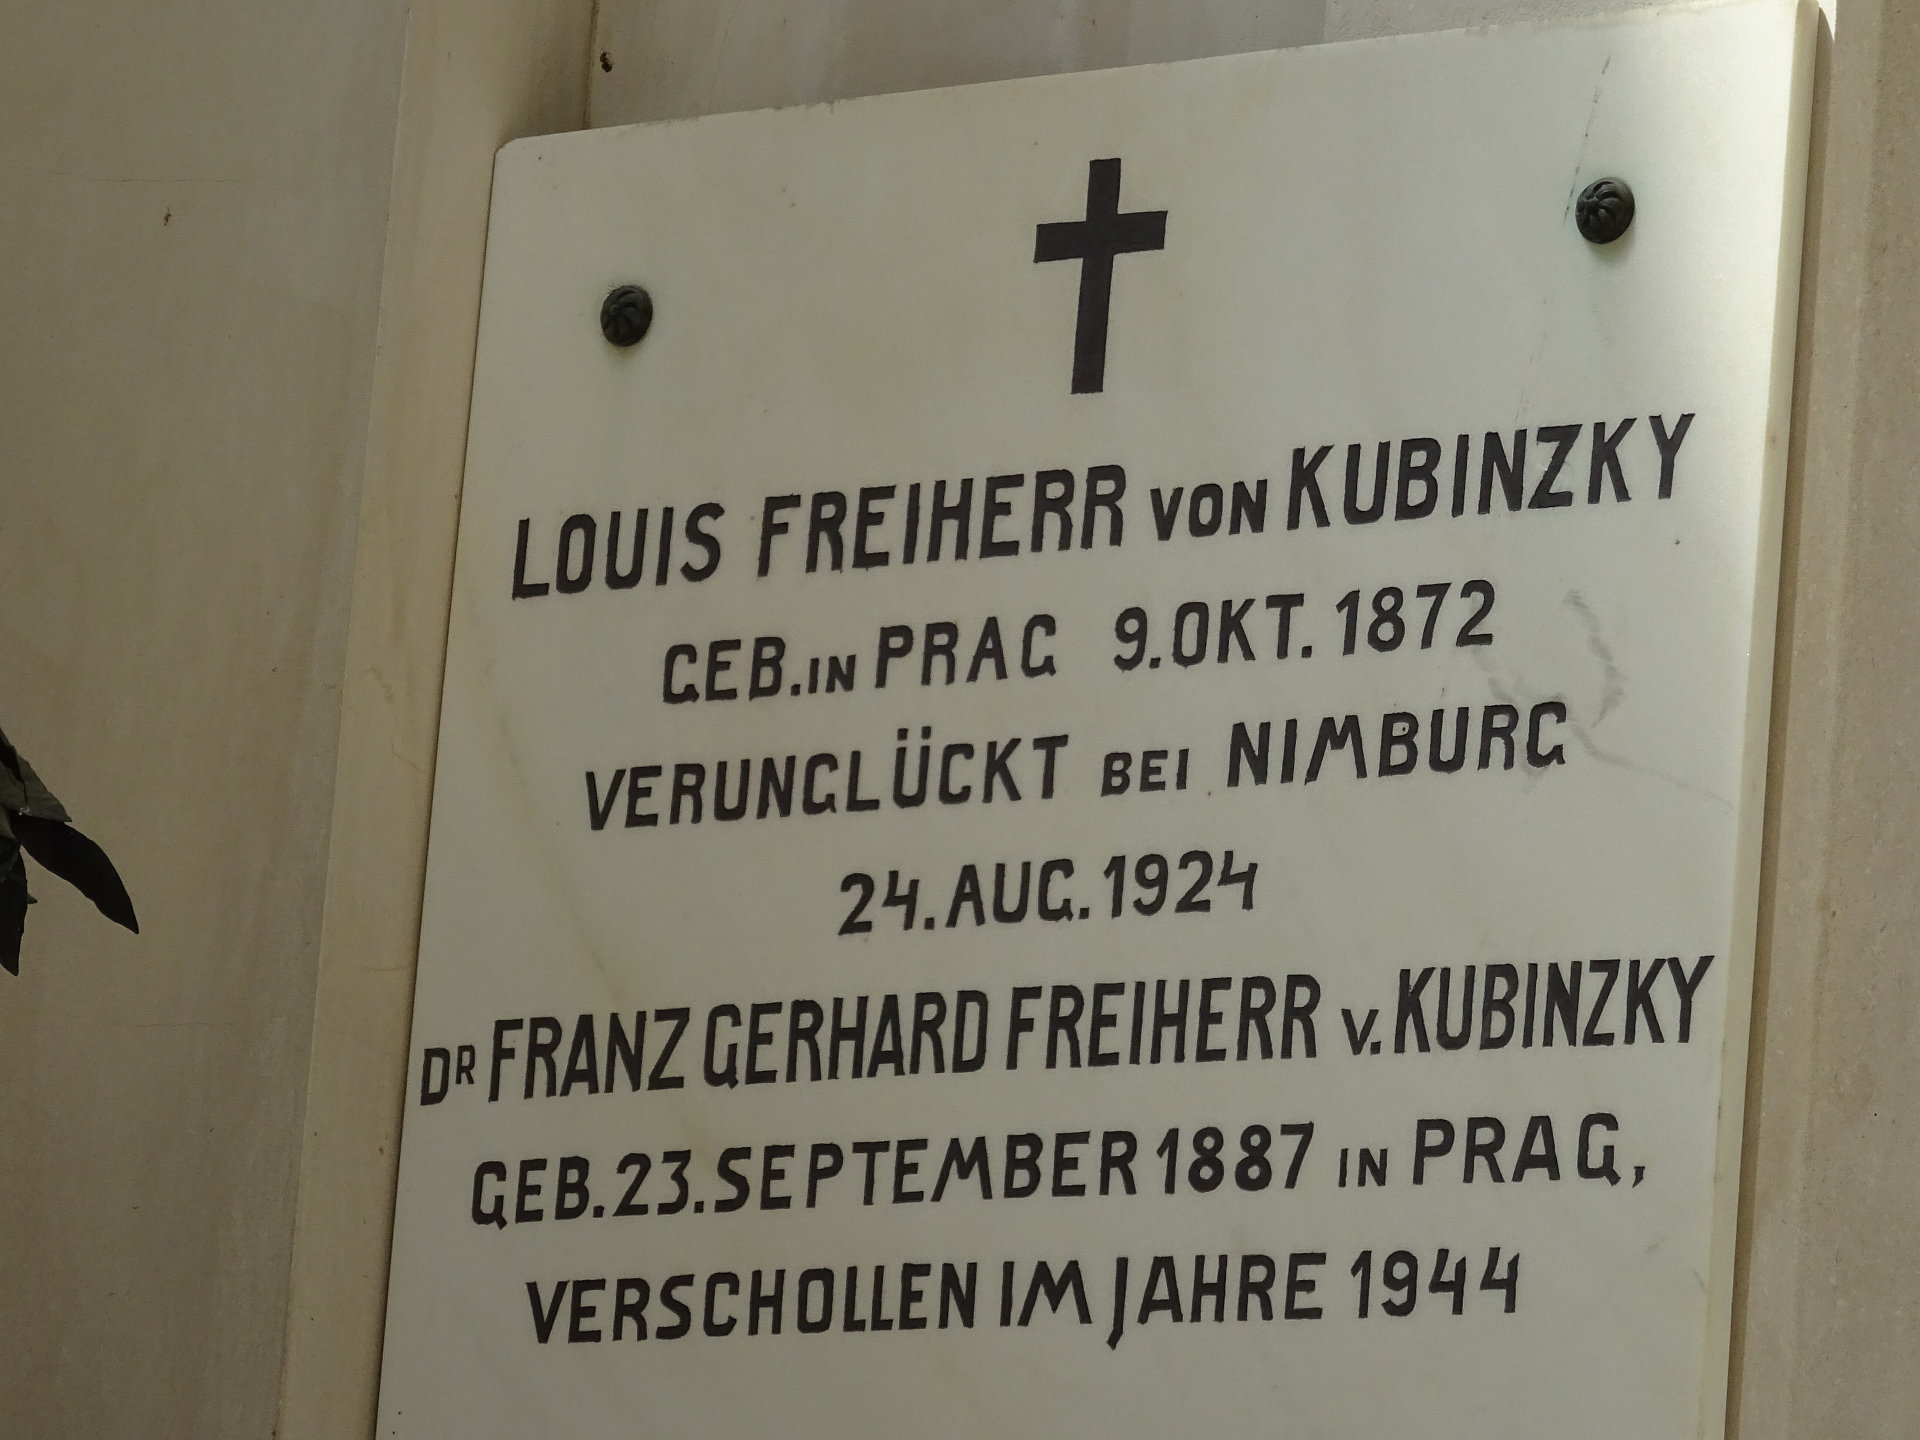 LOUIS FREIHERR VON KUBINZKY
GEB. IN PRAG 9. OKT. 1872
VERUNGLÜCKT BEI NIMBURG
24. AUG. 1924
DR FRANZ GERHARD FREIHERR V. KUBINZKY
GEB. 23. SEPTEMBER 1887 IN PRAG,
VERSCHOLLEN IM JAHRE 1944